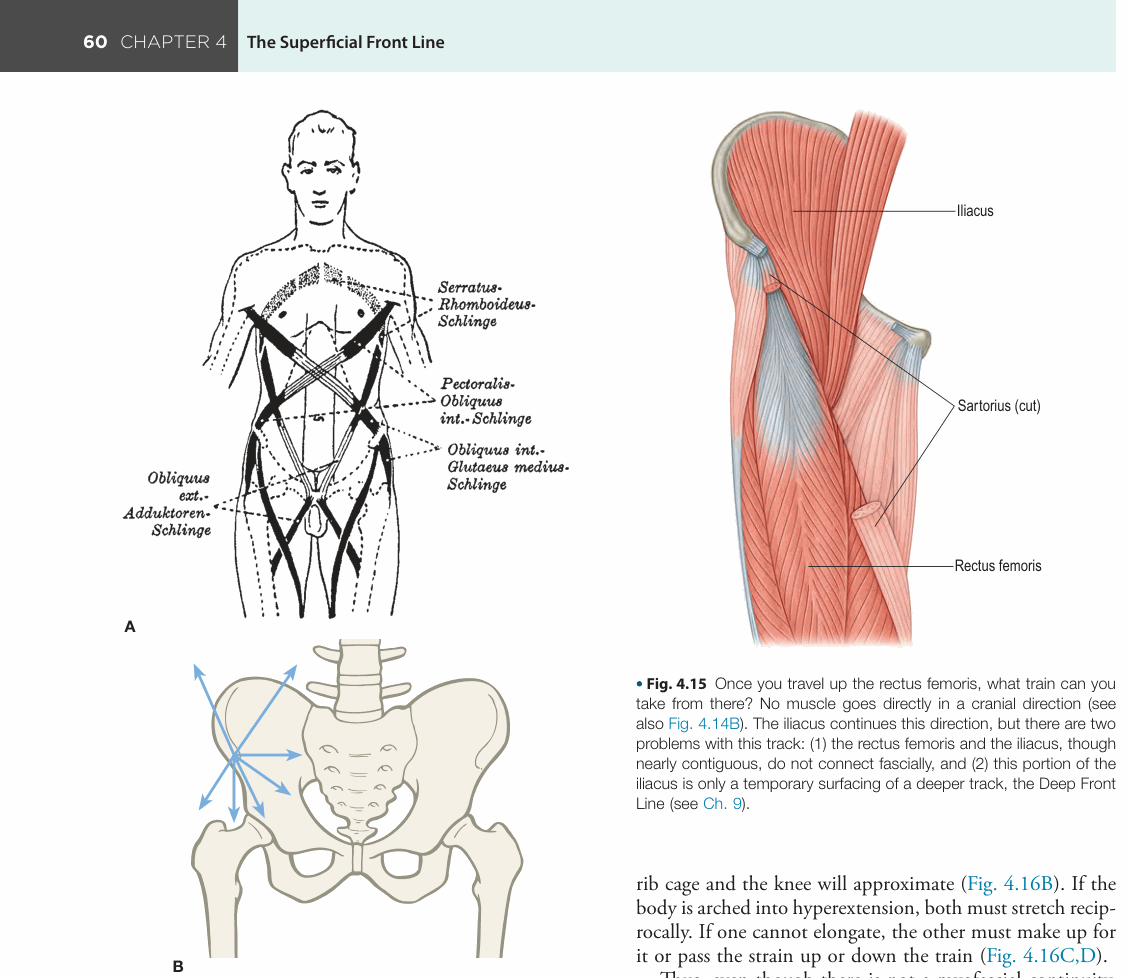 60 CHAPTER 4 The Superficial Front Line
Serratus-
Rhomboideus-
Schlinge
Pectoralis-
Obliquus
int.-Schlinge
Obliquus int.-
Glutaeus medius-
Schlinge
Obliquus
ext.-
Adduktoren-
Schlinge
A
B
Iliacus
Sartorius (cut)
Rectus femoris
• Fig. 4.15 Once you travel up the rectus femoris, what train can you
take from there? No muscle goes directly in a cranial direction (see
also Fig. 4.14B). The iliacus continues this direction, but there are two
problems with this track: (1) the rectus femoris and the iliacus, though
nearly contiguous, do not connect fascially, and (2) this portion of the
iliacus is only a temporary surfacing of a deeper track, the Deep Front
Line (see Ch. 9).
rib cage and the knee will approximate (Fig. 4.16B). If the
body is arched into hyperextension, both must stretch recip-
rocally. If one cannot elongate, the other must make up for
it or pass the strain up or down the train (Fig. 4.16C,D).